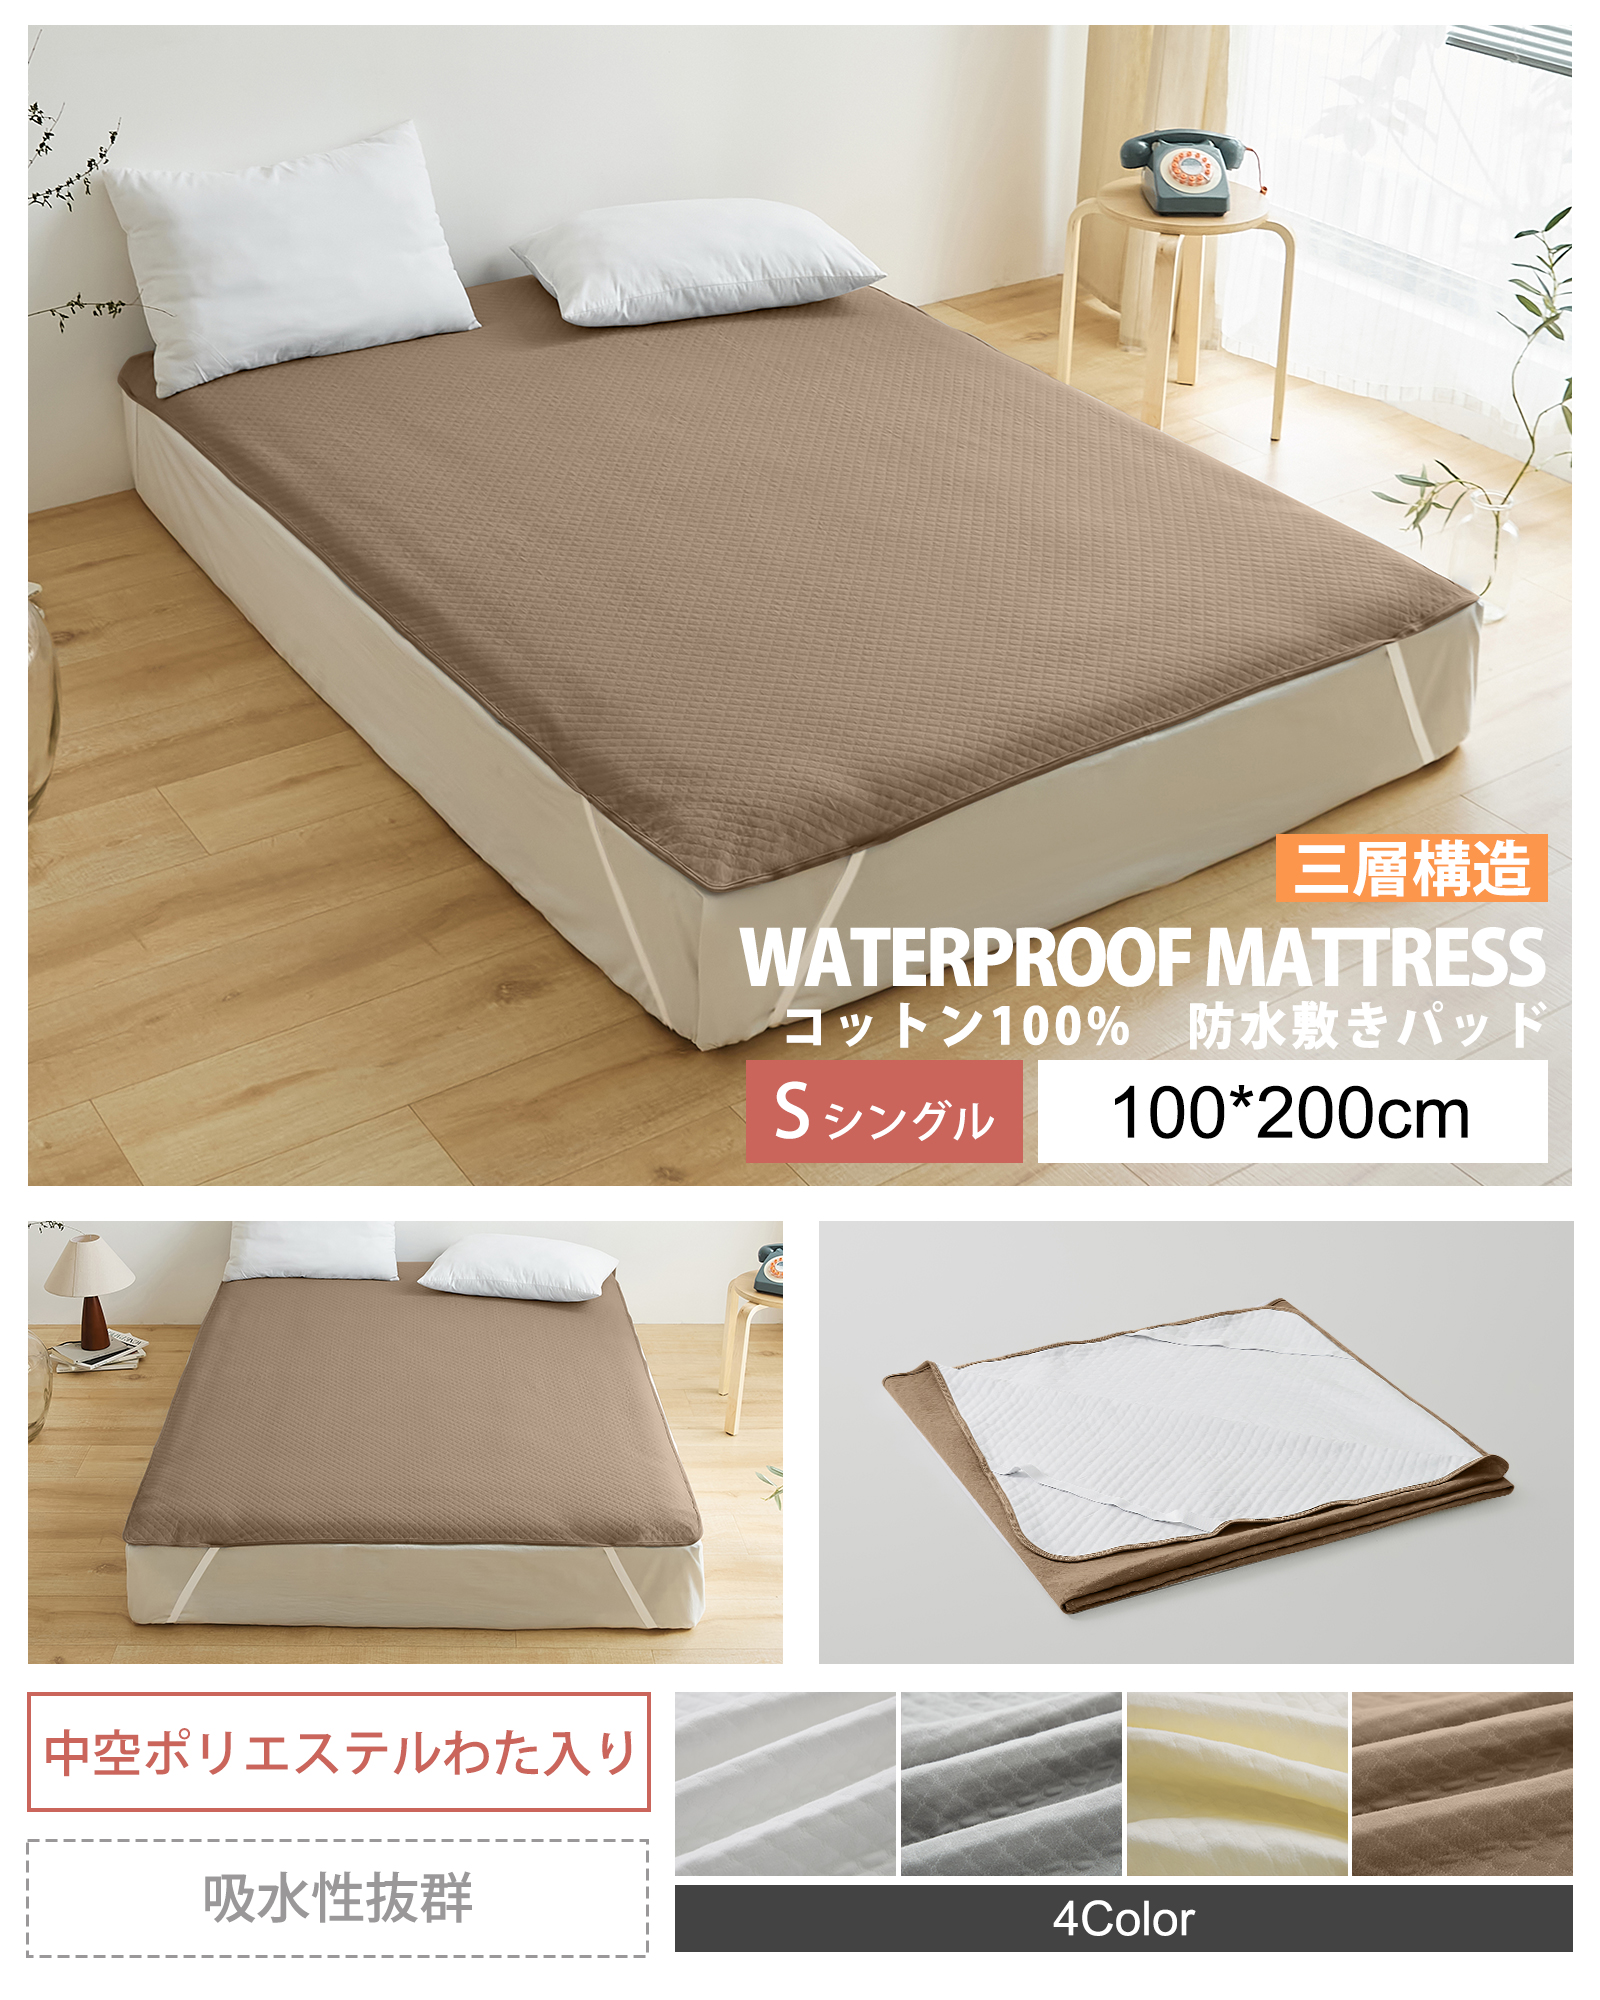 三層構造
WATERPROOF MATTRESS
コットン100%　防水敷きパッド
S シングル
100*200cm
中空ポリエステルわた入り
吸水性抜群
4Color